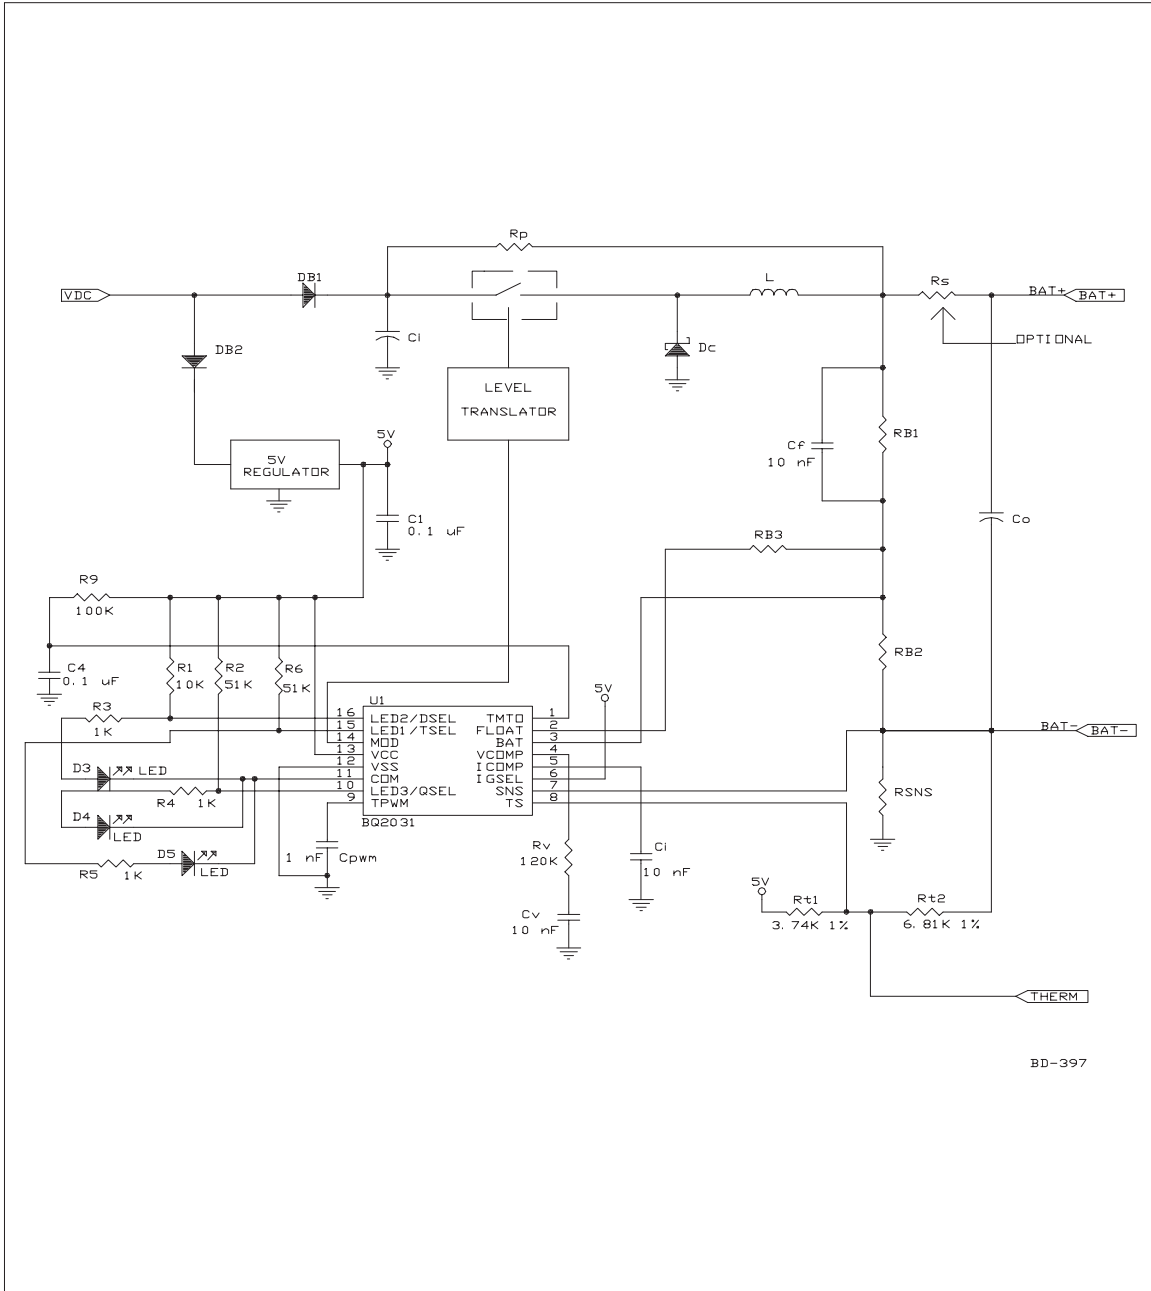 Rp
VDC
DB1
L
Rs
BAT+
BAT+
CI
DB2
Dc
OPTIONAL
LEVEL
TRANSLATOR
5V
5V
REGULATOR
C1
0.1 uF
Cf
10 nF
RB1
Co
RB3
R9
100K
C4
0.1 uF
R1
10K
R2
51K
R6
51K
RB2
R3
1K
U1
5V
16 LED2/DSEL TMTO 1
15 LED1/TSEL FLOAT 2
14 MOD BAT 3
13 VCC VCOMP 4
12 VSS ICOMP 5
11 COM IGSEL 6
10 LED3/QSEL SNS 7
9 TPWM TS 8
BQ2031
BAT-
BAT-
D3
LED
R4 1K
D4
LED
RSNS
1 nF Cpwm
D5
LED
R5 1K
Rv
120K
Ci
10 nF
Cv
10 nF
5V
Rt1
3.74K 1%
Rt2
6.81K 1%
THERM
BD-397